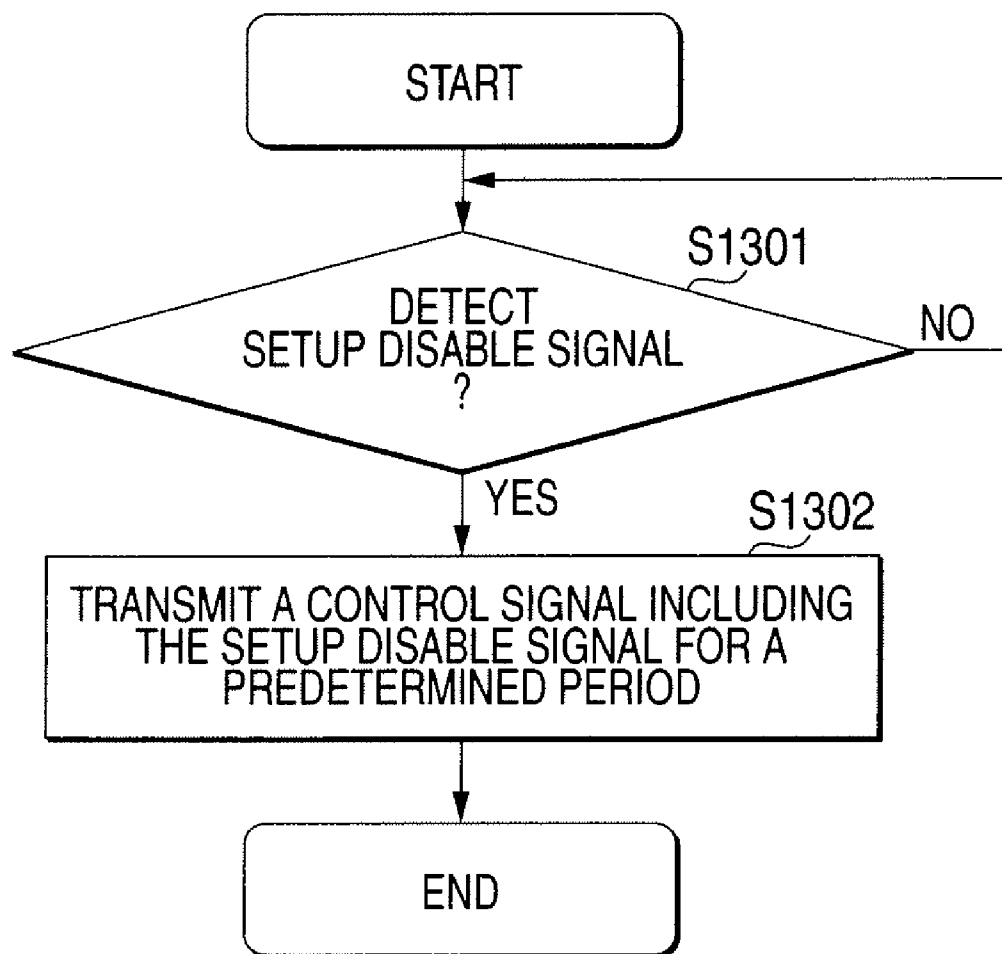 START
S1301
DETECT
SETUP DISABLE SIGNAL
?
NO
YES
S1302
TRANSMIT A CONTROL SIGNAL INCLUDING
THE SETUP DISABLE SIGNAL FOR A
PREDETERMINED PERIOD
END